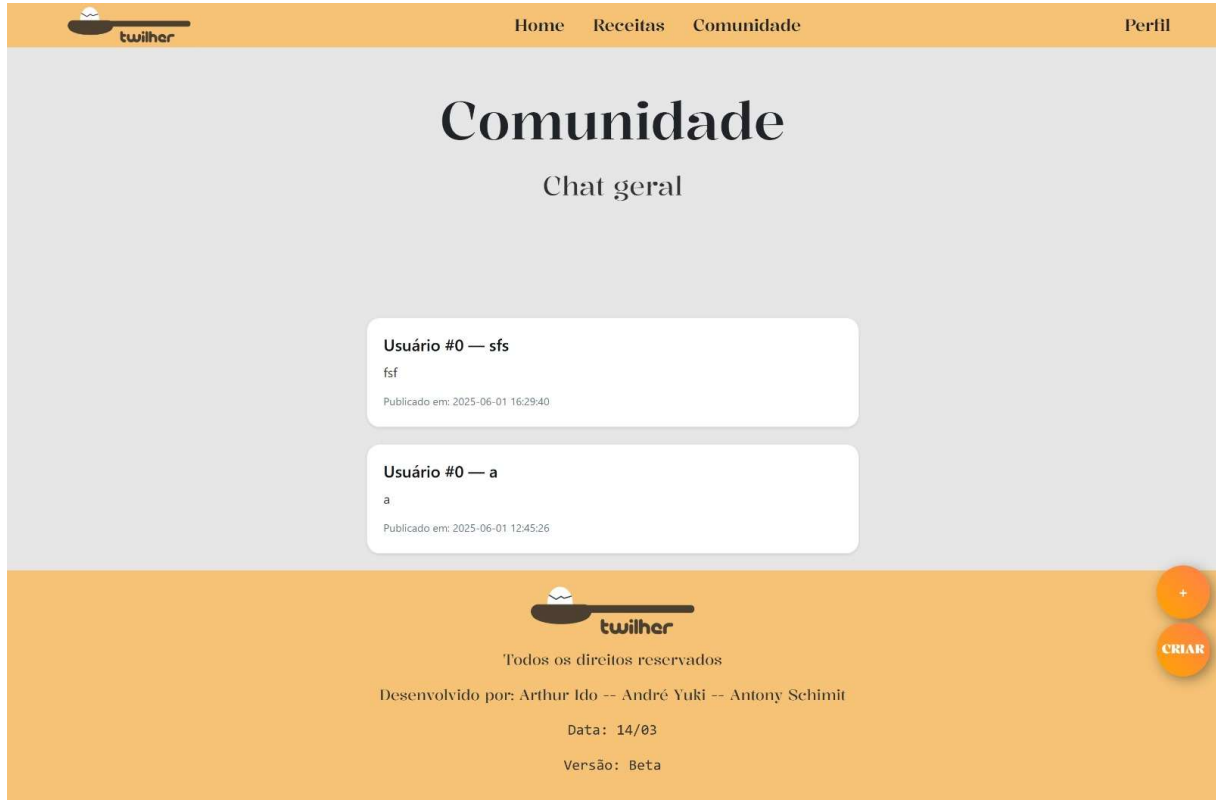 twilher
Home Receitas Comunidade Perfil
Comunidade
Chat geral
Usuário #0 — sfs
fsf
Publicado em: 2025-06-01 16:29:40
Usuário #0 — a
a
Publicado em: 2025-06-01 12:45:26
+
CRIAR
twilher
Todos os direitos reservados
Desenvolvido por: Arthur Ido -- André Yuki -- Antony Schimit
Data: 14/03
Versão: Beta